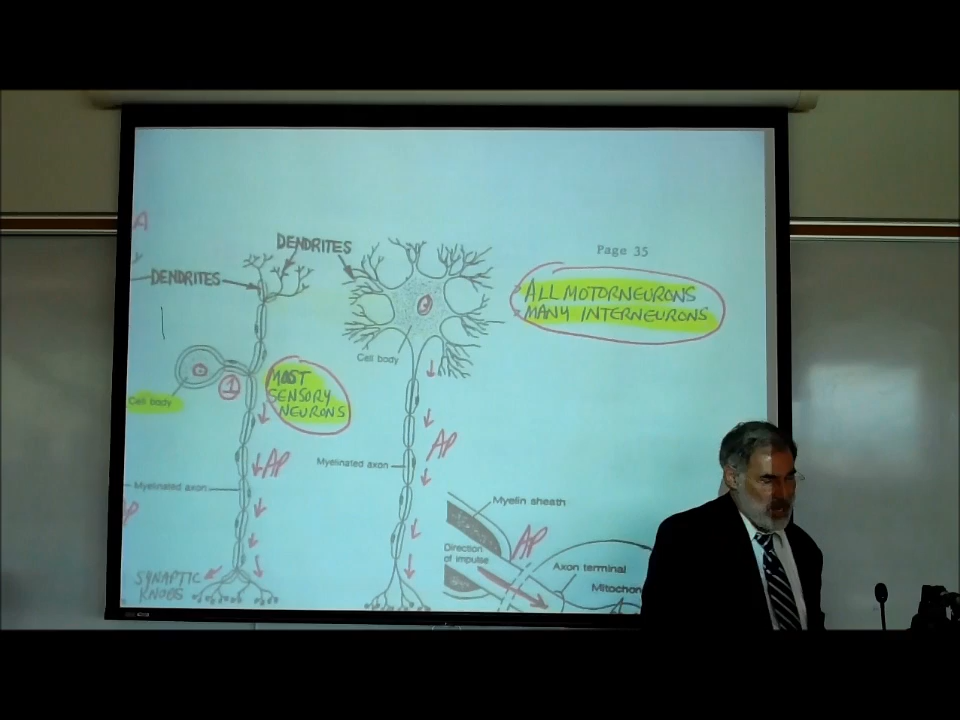 A
DENDRITES
DENDRITES
Page 35
ALL MOTORNEURONS
MANY INTERNEURONS
Cell body
1
MOST
SENSORY
NEURONS
Cell body
AP
AP
Myelinated axon
Myelinated axon
Myelin sheath
P
AP
Direction
of impulse
Axon terminal
SYNAPTIC
KNOBS
Mitochon